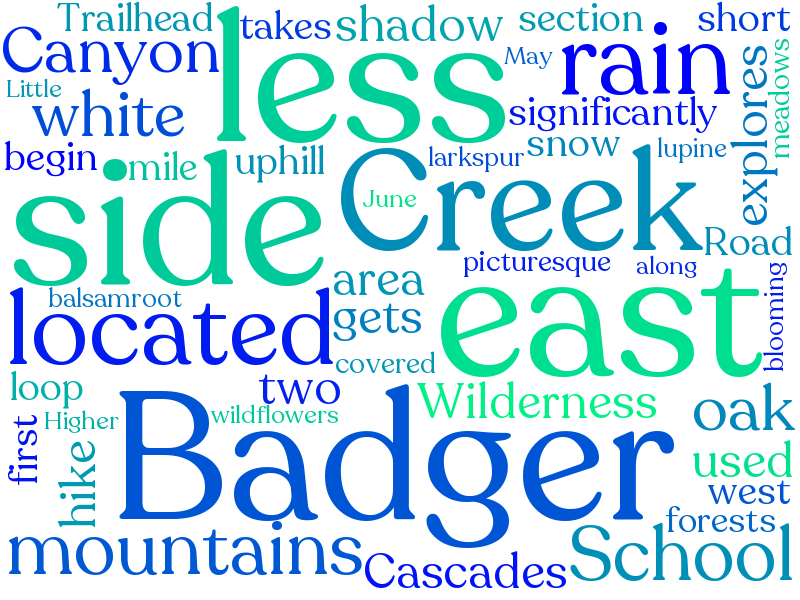 Trailhead takes shadow section short
Canyon less May rain
Little white significantly explores meadows
begin mile uphill larkspur snow lupine
side June Creek Road
picturesque along
balsamroot area east blooming
located gets
covered
loop two Wilderness oak
first Higher wildflowers
hike Badger used
west
forests
mountains Cascades School